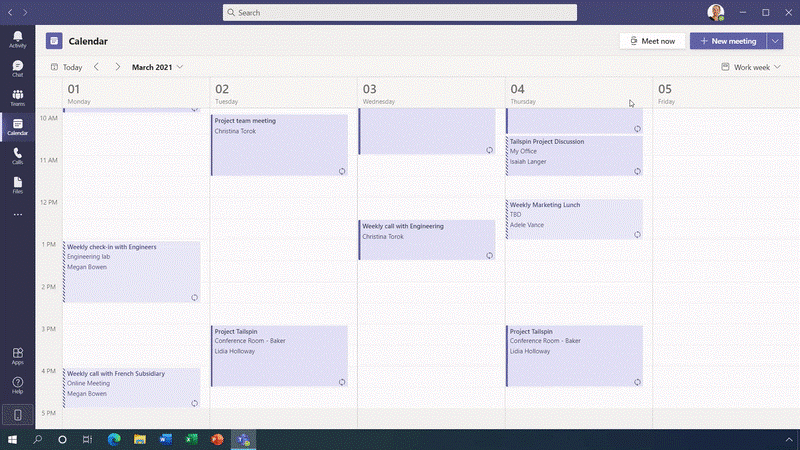 Search
Activity
Chat
Teams
Calendar
Calls
Files
Apps
Help
Calendar
Meet now
New meeting
Today
March 2021
Work week
01
Monday
02
Tuesday
03
Wednesday
04
Thursday
05
Friday
10 AM
11 AM
12 PM
1 PM
2 PM
3 PM
4 PM
5 PM
Weekly check-in with Engineers
Engineering lab
Megan Bowen
Weekly call with French Subsidiary
Online Meeting
Megan Bowen
Project team meeting
Christina Torok
Project Tailspin
Conference Room - Baker
Lidia Holloway
Weekly call with Engineering
Christina Torok
Tailspin Project Discussion
My Office
Isaiah Langer
Weekly Marketing Lunch
TBD
Adele Vance
Project Tailspin
Conference Room - Baker
Lidia Holloway